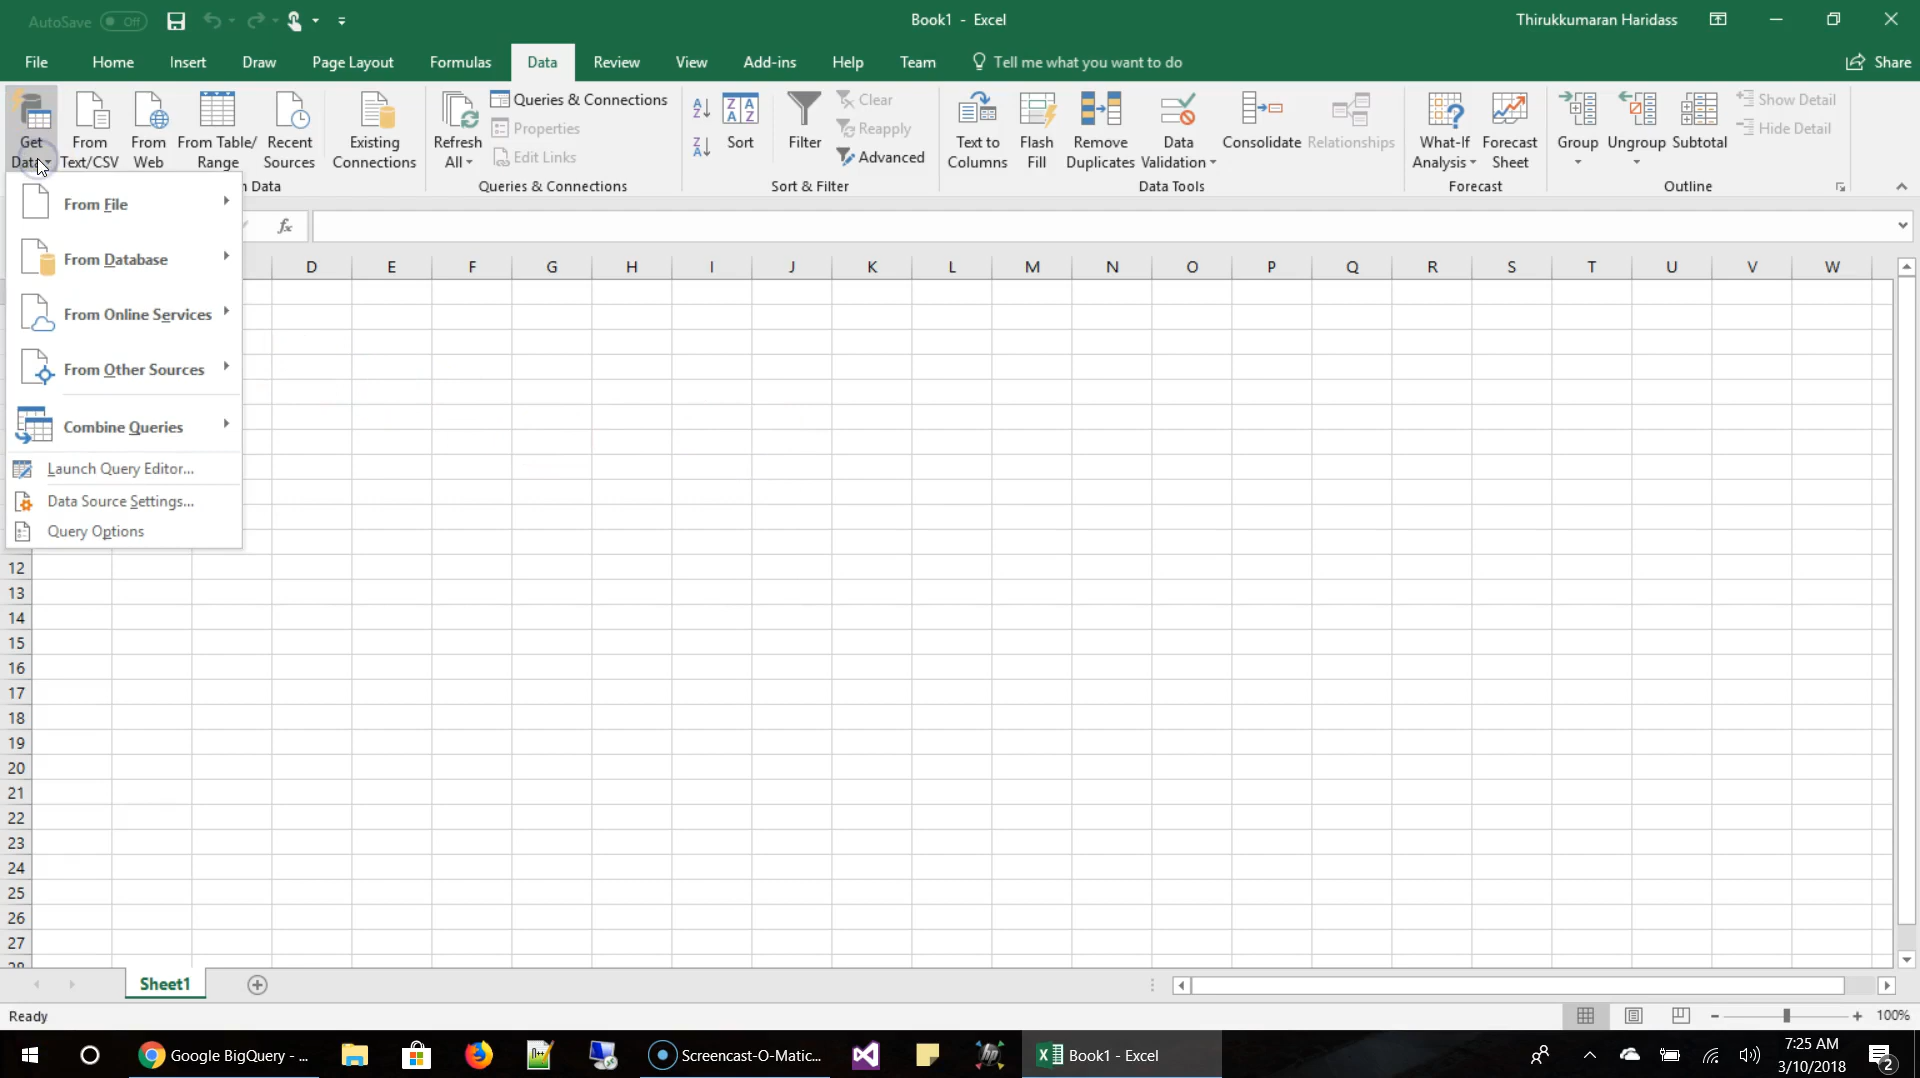 AutoSave Off
Book1 - Excel
Thirukkumaran Haridass
File Home Insert Draw Page Layout Formulas Data Review View Add-ins Help Team Tell me what you want to do Share
Get Data
From Text/CSV
From Web
From Table/ Range
Recent Sources
Existing Connections
Refresh All
Queries & Connections
Properties
Edit Links
Queries & Connections
Sort
Filter
Clear
Reapply
Advanced
Sort & Filter
Text to Columns
Flash Fill
Remove Duplicates
Data Validation
Consolidate
Relationships
Data Tools
What-If Analysis
Forecast Sheet
Forecast
Group
Ungroup
Subtotal
Show Detail
Hide Detail
Outline
Data
From File
From Database
From Online Services
From Other Sources
Combine Queries
Launch Query Editor...
Data Source Settings...
Query Options
fx
D E F G H I J K L M N O P Q R S T U V W
12
13
14
15
16
17
18
19
20
21
22
23
24
25
26
27
28
Sheet1
Ready
100%
Google BigQuery - ...
Screencast-O-Matic...
Book1 - Excel
7:25 AM
3/10/2018
2